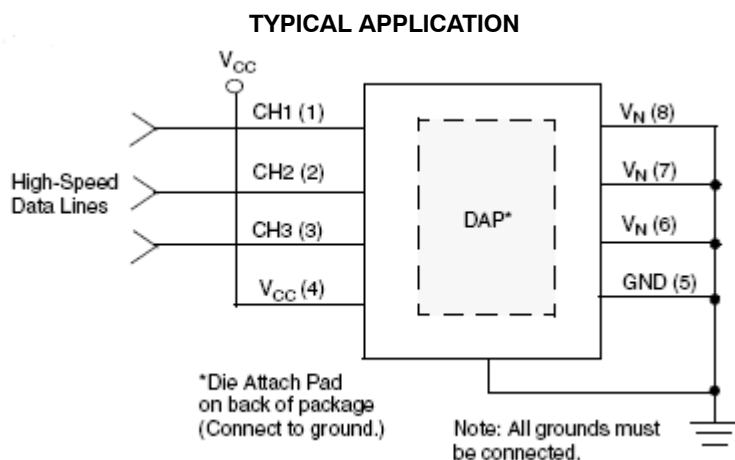 TYPICAL APPLICATION
VCC
CH1 (1)
VN (8)
High-Speed
Data Lines
CH2 (2)
VN (7)
DAP*
CH3 (3)
VN (6)
VCC (4)
GND (5)
*Die Attach Pad
on back of package
(Connect to ground.)
Note: All grounds must
be connected.